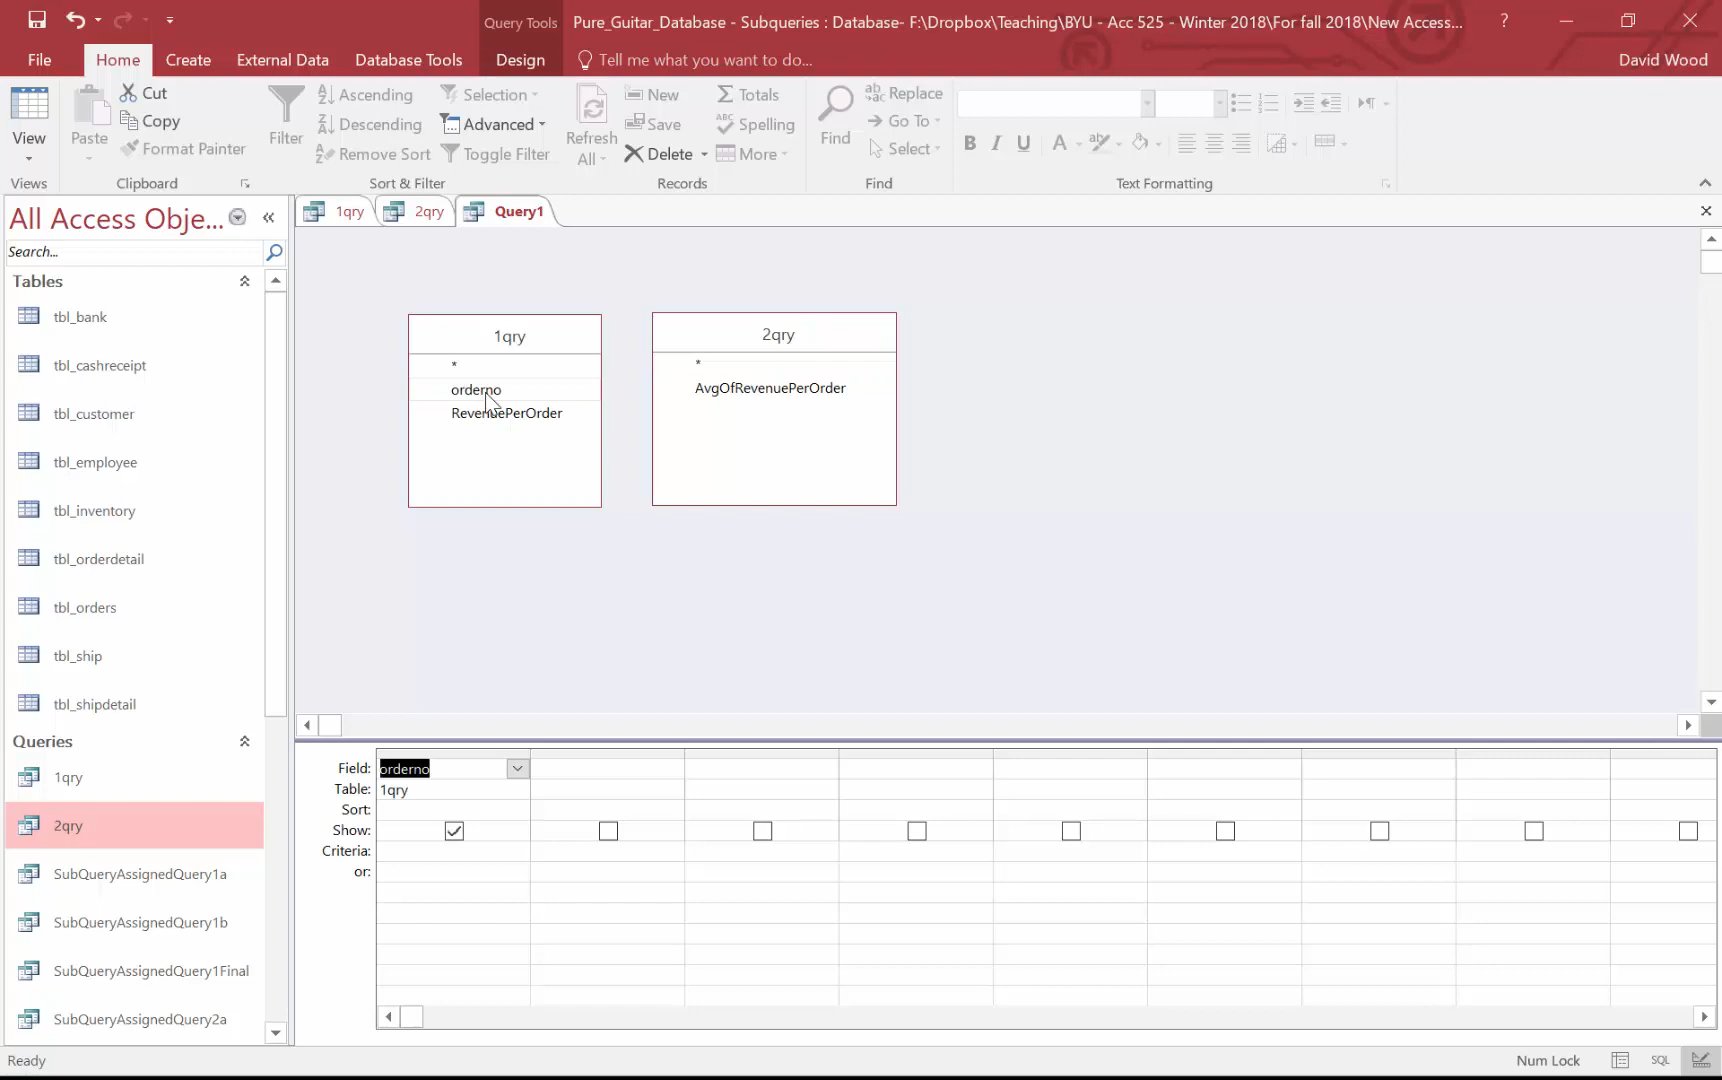 Query Tools
Pure_Guitar_Database - Subqueries : Database- F:\Dropbox\Teaching\BYU - Acc 525 - Winter 2018\For fall 2018\New Access...
?
File
Home
Create
External Data
Database Tools
Design
Tell me what you want to do...
David Wood
View
Paste
Cut
Copy
Format Painter
Filter
Ascending
Descending
Remove Sort
Selection
Advanced
Toggle Filter
Refresh
All
New
Save
Delete
Totals
Spelling
More
Find
Replace
Go To
Select
B I U A
Views
Clipboard
Sort & Filter
Records
Find
Text Formatting
All Access Obje...
Search...
Tables
tbl_bank
tbl_cashreceipt
tbl_customer
tbl_employee
tbl_inventory
tbl_orderdetail
tbl_orders
tbl_ship
tbl_shipdetail
Queries
1qry
2qry
SubQueryAssignedQuery1a
SubQueryAssignedQuery1b
SubQueryAssignedQuery1Final
SubQueryAssignedQuery2a
1qry
2qry
Query1
1qry
*
orderno
RevenuePerOrder
2qry
*
AvgOfRevenuePerOrder
Field: orderno
Table: 1qry
Sort:
Show:
Criteria:
or:
Ready
Num Lock
SQL